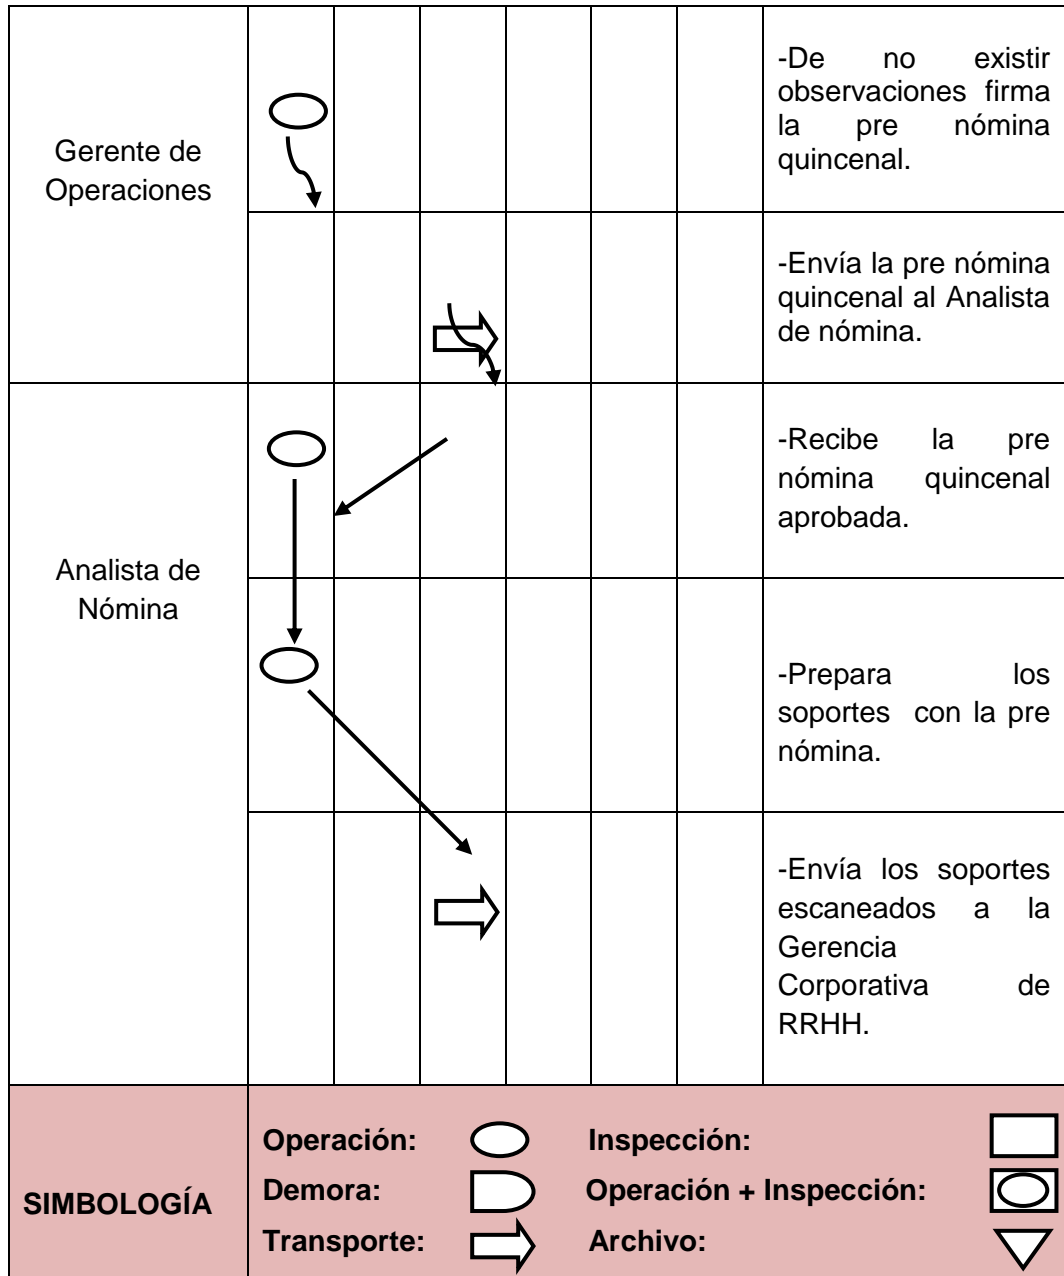 Gerente de
Operaciones
-De no existir
observaciones firma
la pre nómina
quincenal.
-Envía la pre nómina
quincenal al Analista
de nómina.
Analista de
Nómina
-Recibe la pre
nómina quincenal
aprobada.
-Prepara los
soportes con la pre
nómina.
-Envía los soportes
escaneados a la
Gerencia
Corporativa de
RRHH.
SIMBOLOGÍA
Operación: Inspección:
Demora: Operación + Inspección:
Transporte: Archivo: